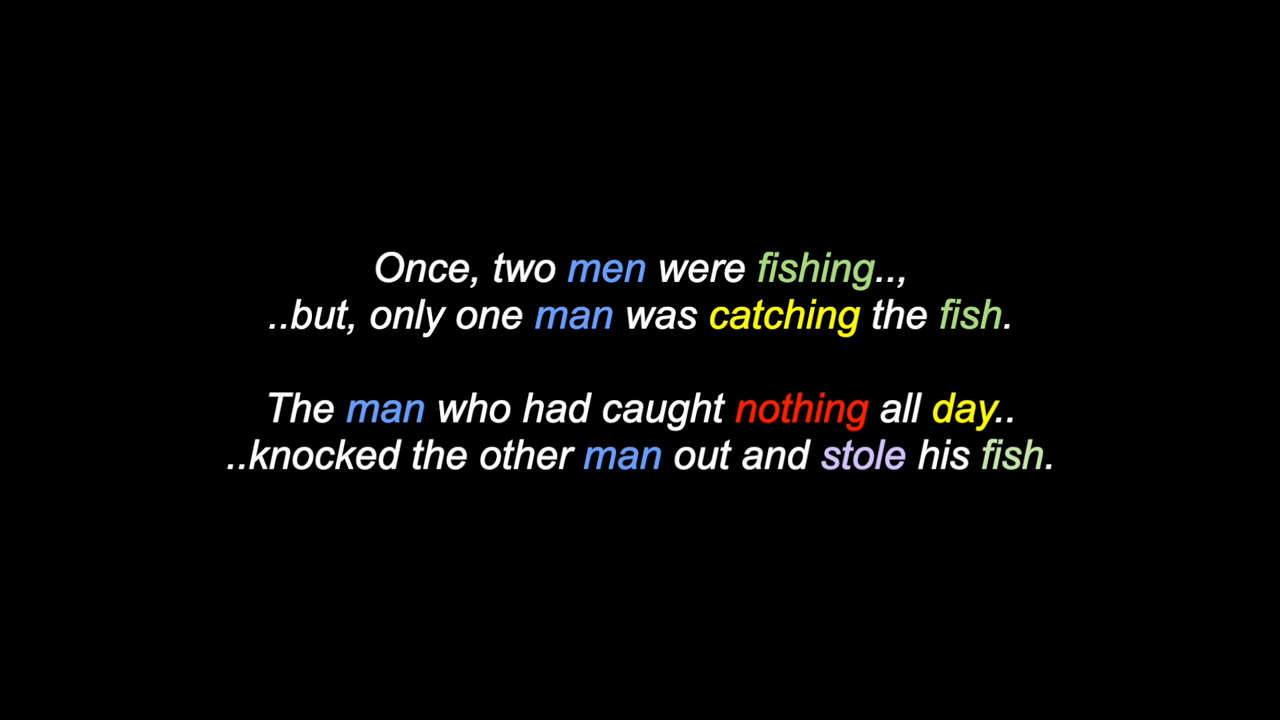 Once, two men were fishing..,
..but, only one man was catching the fish.
The man who had caught nothing all day..
..knocked the other man out and stole his fish.